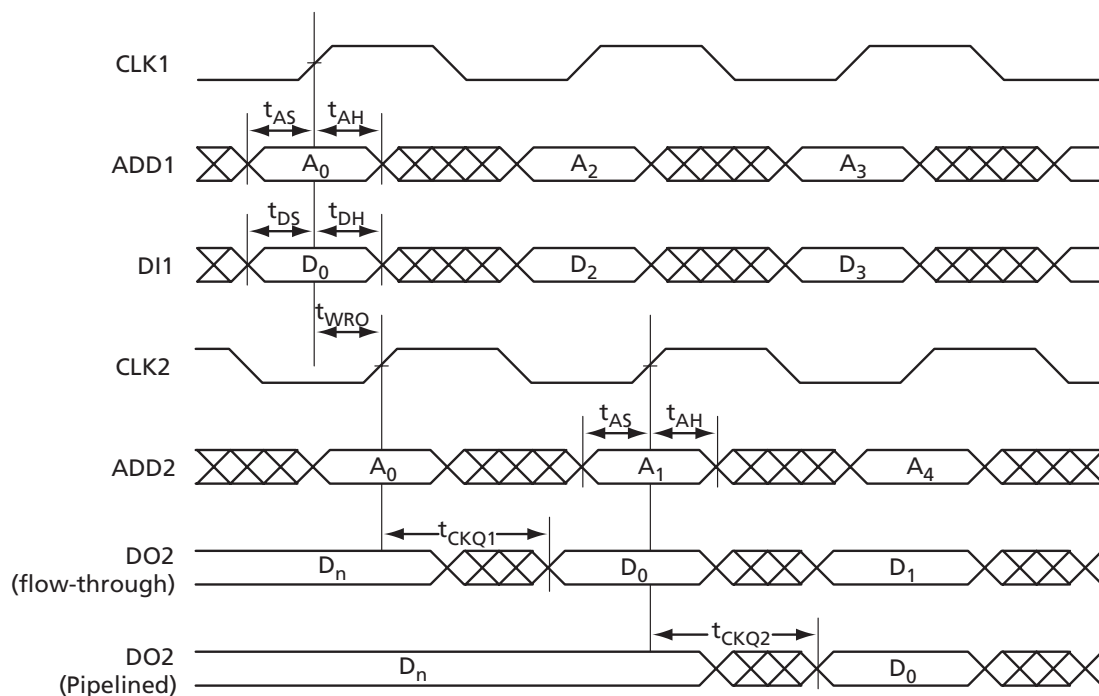 CLK1
tAS tAH
ADD1 A0 A2 A3
tDS tDH
DI1 D0 D2 D3
tWRO
CLK2
tAS tAH
ADD2 A0 A1 A4
tCKQ1
DO2
(flow-through)
Dn D0 D1
tCKQ2
DO2
(Pipelined)
Dn D0